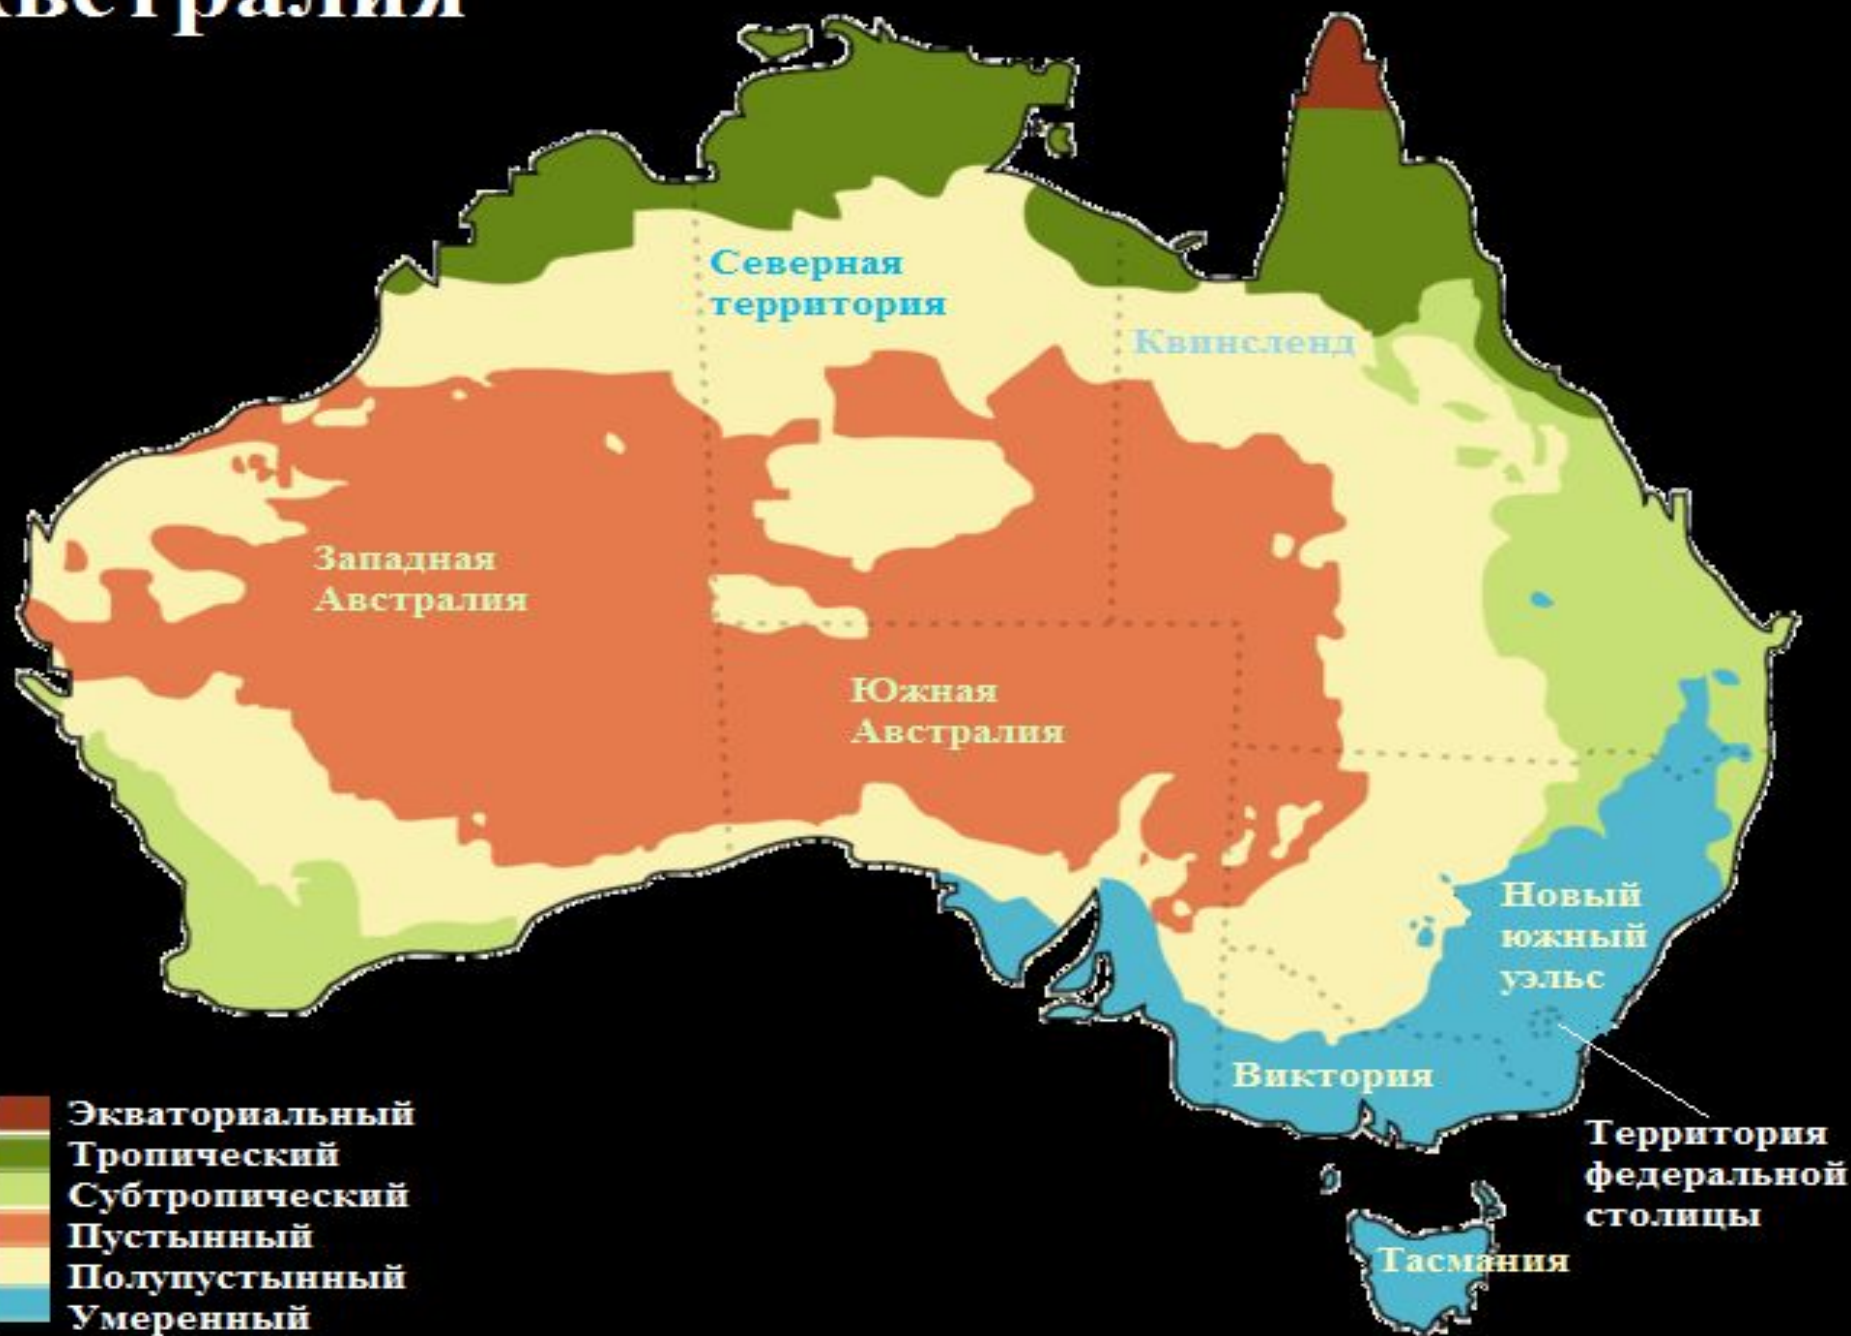 Северная
территория
Квинсленд
Западная
Австралия
Южная
Австралия
Новый
южный
уэльс
Виктория
Территория
федеральной
столицы
Тасмания
Экваториальный
Тропический
Субтропический
Пустынный
Полупустынный
Умеренный